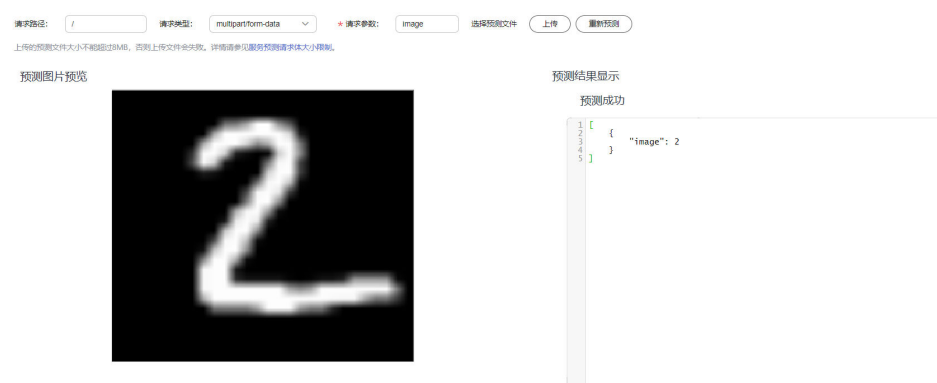 请求路径： / 请求类型： multipart/form-data * 请求参数： image 选择预测文件 上传 重新预测
上传的预测文件大小不能超过8MB，否则上传文件会失败。详情请参见服务预测请求体大小限制。
预测图片预览
2
预测结果显示
预测成功
1 [
2 {
3 "image": 2
4 }
5 ]